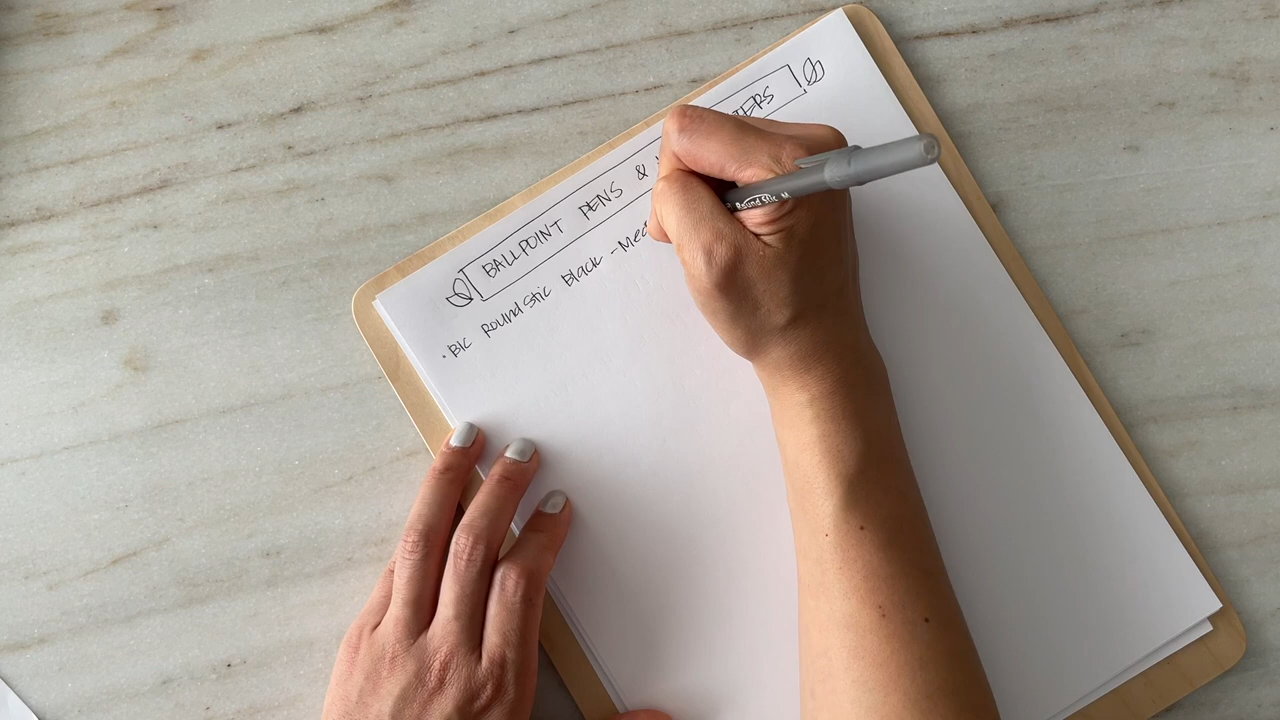 BALLPOINT PENS &
• BIC Round Stic Black - Med
Round Stic M